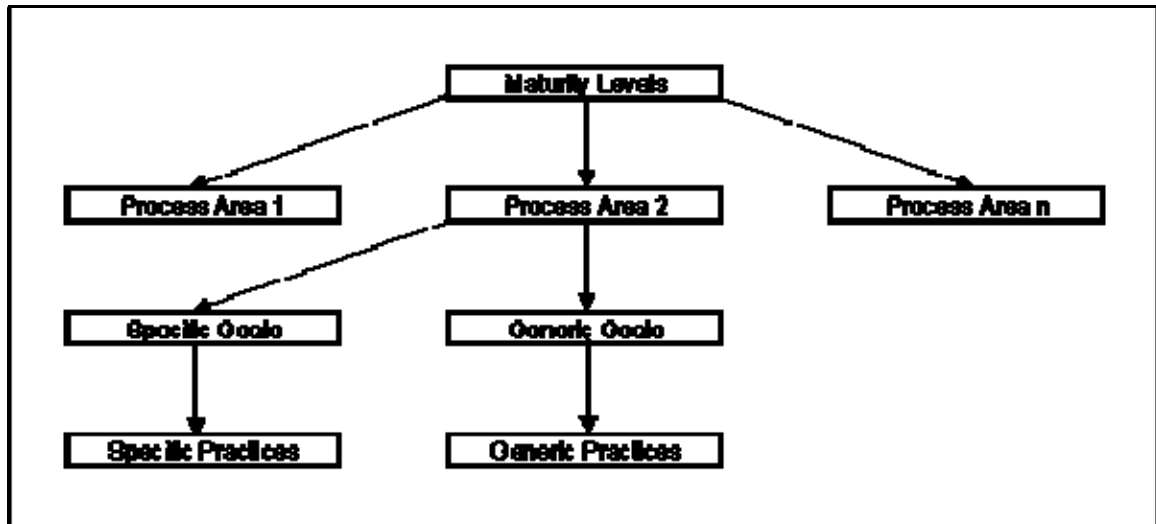 Maturity Levels
Process Area 1
Process Area 2
Process Area n
Specific Goals
Generic Goals
Specific Practices
Generic Practices